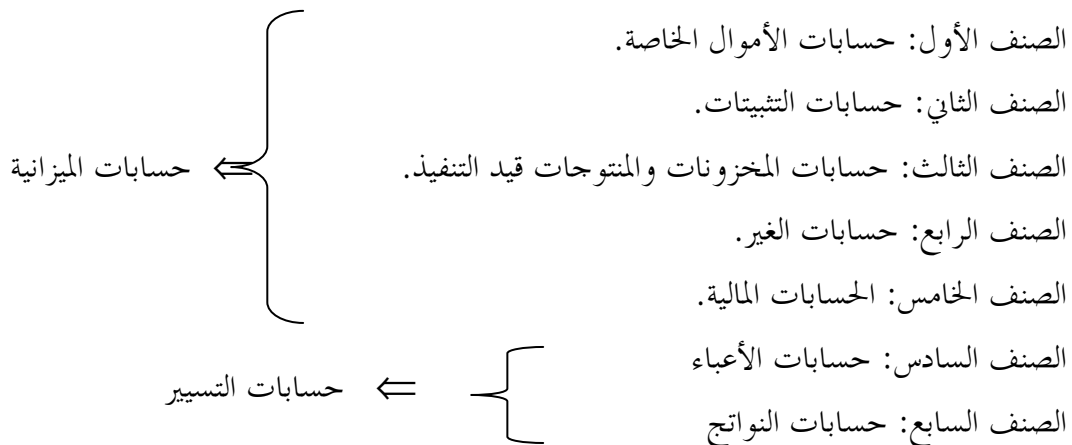 الصنف الأول: حسابات الأموال الخاصة.
الصنف الثاني: حسابات التثبيتات.
الصنف الثالث: حسابات المخزونات والمنتوجات قيد التنفيذ.
⇐ حسابات الميزانية
الصنف الرابع: حسابات الغير.
الصنف الخامس: الحسابات المالية.
الصنف السادس: حسابات الأعباء
⇐ حسابات التسيير
الصنف السابع: حسابات النواتج